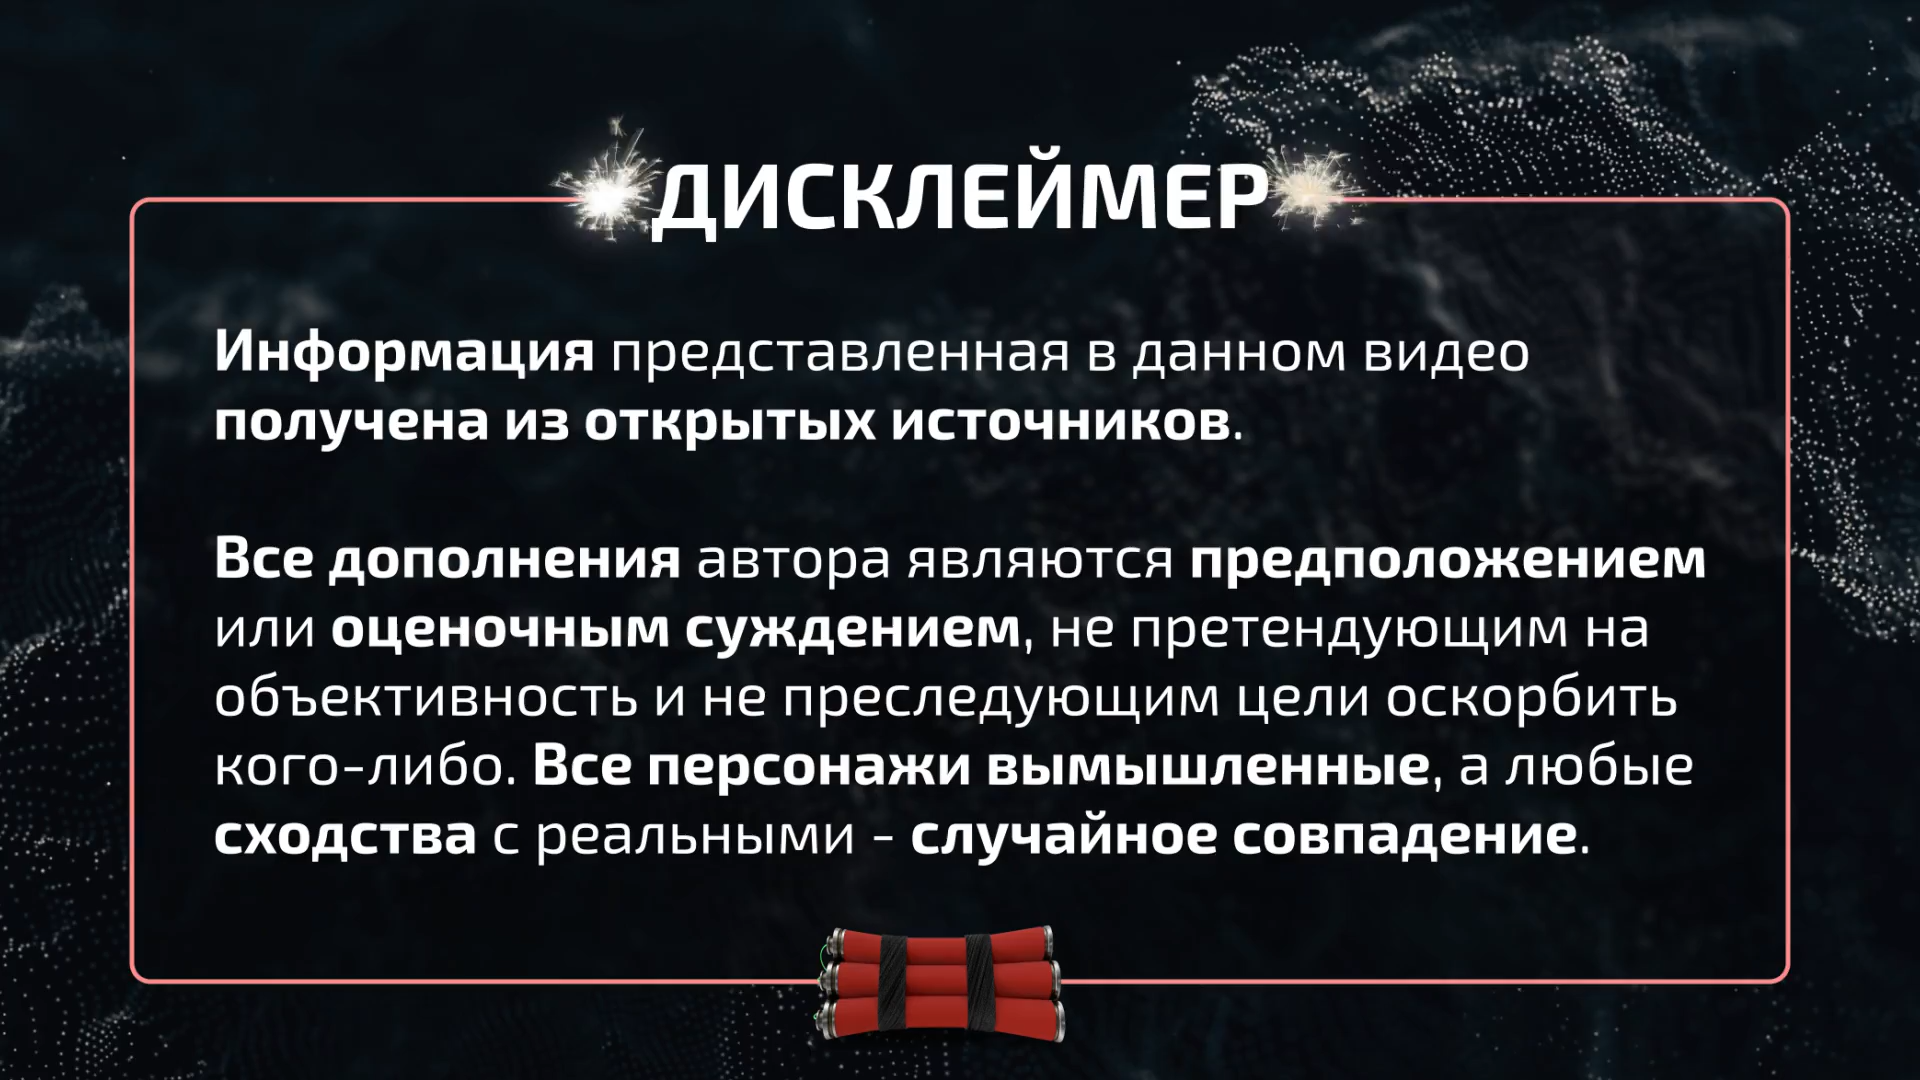 ДИСКЛЕЙМЕР
Информация представленная в данном видео
получена из открытых источников.
Все дополнения автора являются предположением
или оценочным суждением, не претендующим на
объективность и не преследующим цели оскорбить
кого-либо. Все персонажи вымышленные, а любые
сходства с реальными - случайное совпадение.